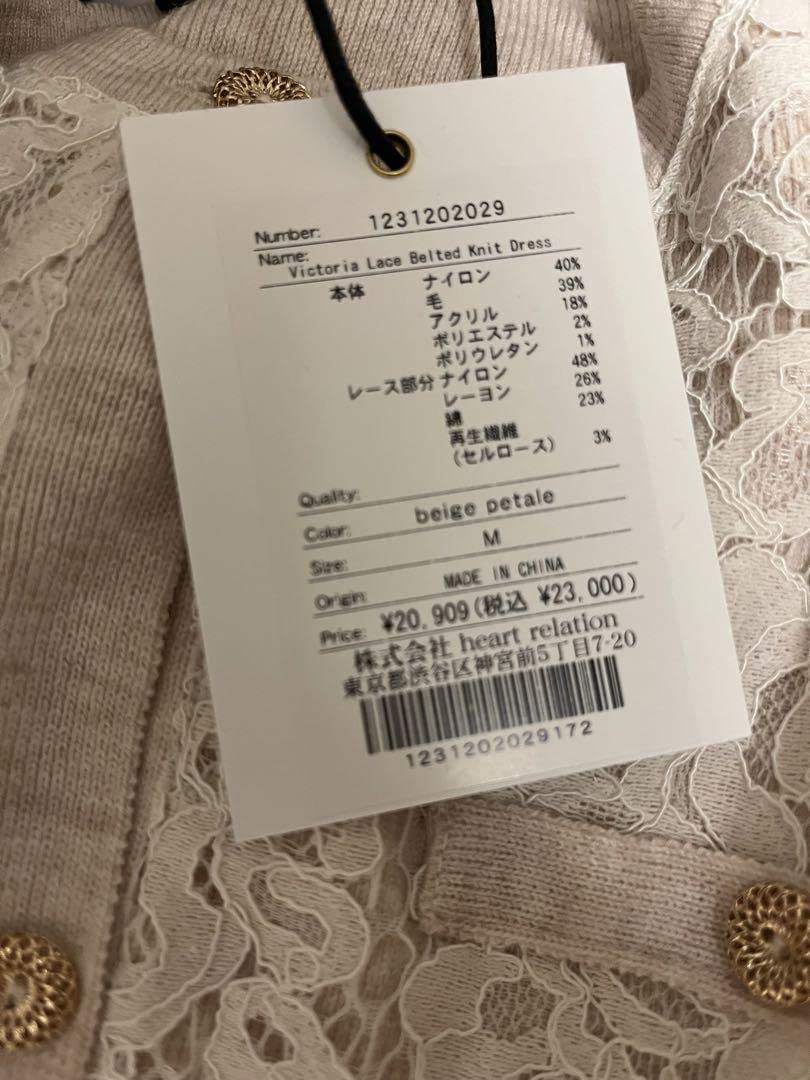 Number: 1231202029
Name: Victoria Lace Belted Knit Dress
本体 ナイロン 40%
毛 39%
アクリル 18%
ポリエステル 2%
ポリウレタン 1%
レース部分 ナイロン 48%
レーヨン 26%
綿 23%
再生繊維
(セルロース) 3%
Quality:
Color: beige petale
Size: M
Origin: MADE IN CHINA
Price: ¥20,909(税込 ¥23,000)
株式会社 heart relation
東京都渋谷区神宮前5丁目7-20
1231202029172